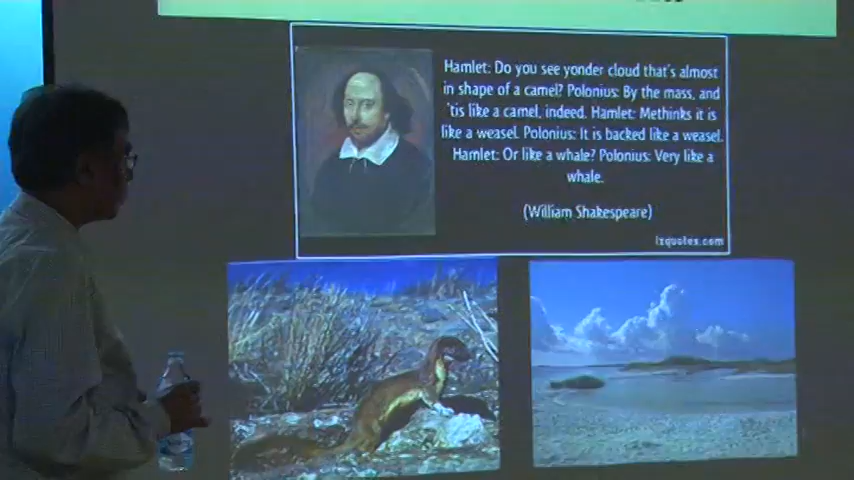 Hamlet: Do you see yonder cloud that's almost
in shape of a camel? Polonius: By the mass, and
'tis like a camel, indeed. Hamlet: Methinks it is
like a weasel. Polonius: It is backed like a weasel.
Hamlet: Or like a whale? Polonius: Very like a
whale.
(William Shakespeare)
izquotes.com